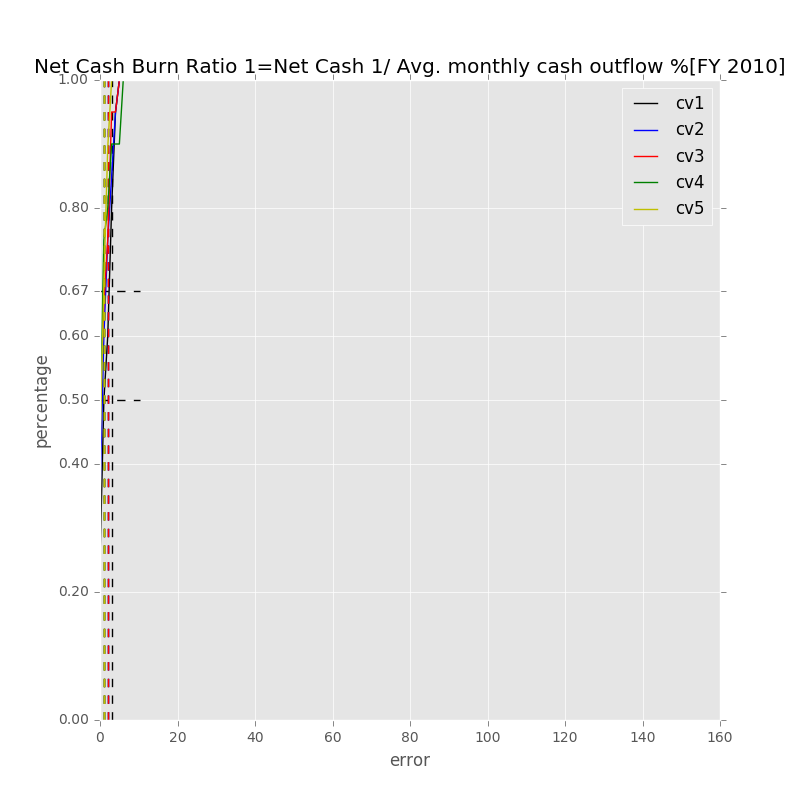 Net Cash Burn Ratio 1=Net Cash 1/ Avg. monthly cash outflow %[FY 2010]
1.00
cv1
cv2
cv3
cv4
cv5
0.80
0.67
0.60
percentage
0.50
0.40
0.20
0.00
0 20 40 60 80 100 120 140 160
error